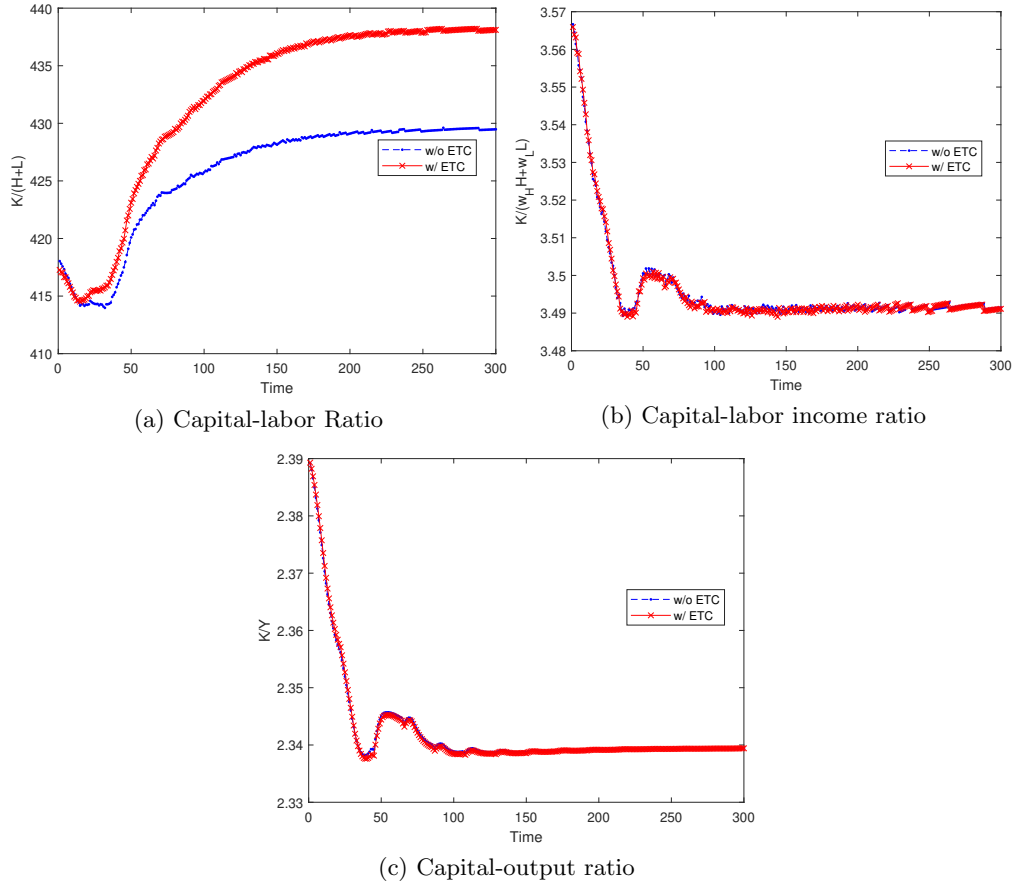 440
435
430
425
420
415
410
K/(H+L)
w/o ETC
w/ ETC
0 50 100 150 200 250 300
Time
(a) Capital-labor Ratio
3.57
3.56
3.55
3.54
3.53
3.52
3.51
3.5
3.49
3.48
K/(w_H H+w_L L)
w/o ETC
w/ ETC
0 50 100 150 200 250 300
Time
(b) Capital-labor income ratio
2.39
2.38
2.37
2.36
2.35
2.34
2.33
K/Y
w/o ETC
w/ ETC
0 50 100 150 200 250 300
Time
(c) Capital-output ratio